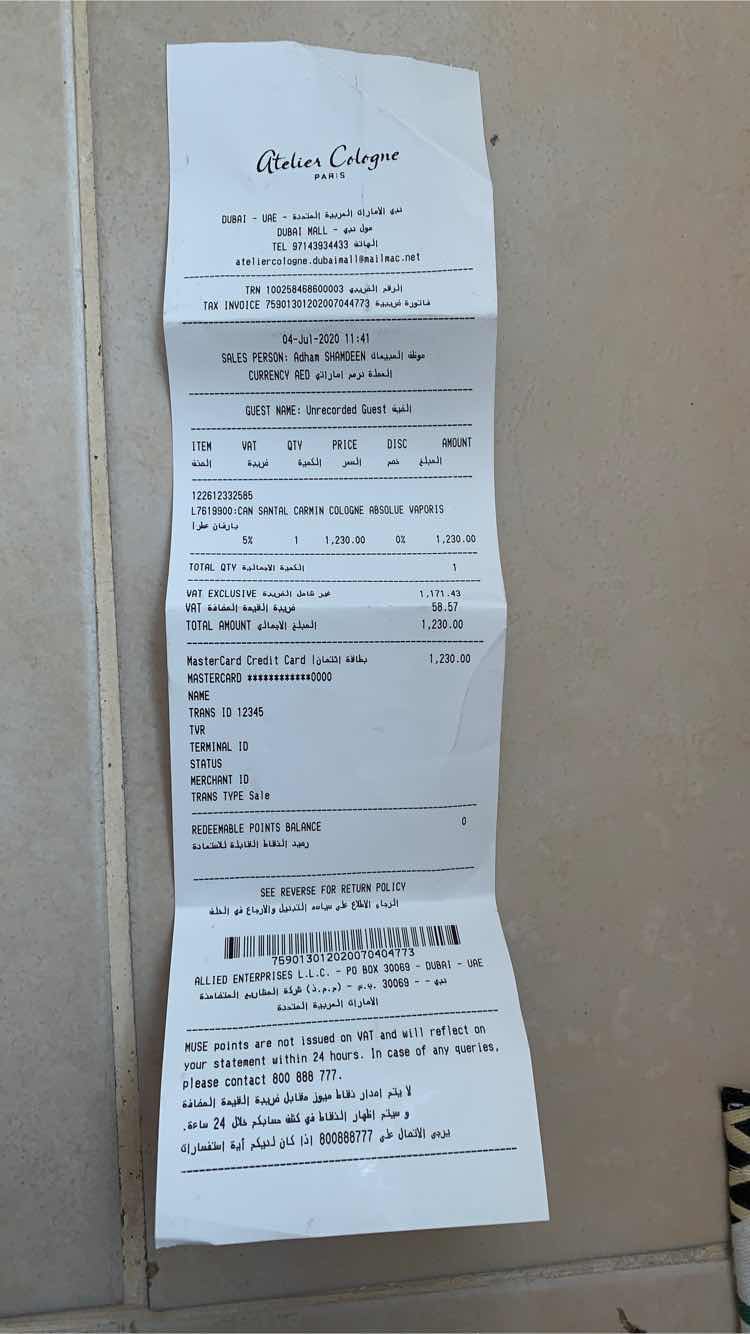 Atelier Cologne
PARIS
DUBAI - UAE - دبي الامارات العربية المتحدة
DUBAI MALL - مول دبي
TEL 97143934433 الهاتف
ateliercologne.dubaimall@mailmac.net
TRN 100258468600003 الرقم الضريبي
TAX INVOICE 759013012020070404773 فاتورة ضريبية
04-Jul-2020 11:41
SALES PERSON: Adham SHAMDEEN موظف المبيعات
CURRENCY AED العملة درهم اماراتي
GUEST NAME: Unrecorded Guest الضيف
ITEM VAT QTY PRICE DISC AMOUNT
الصنف ضريبة الكمية السعر خصم المبلغ
122612332585
L7619900:CAN SANTAL CARMIN COLOGNE ABSOLUE VAPORIS
بارفان عطرا
5% 1 1,230.00 0% 1,230.00
TOTAL QTY الكمية الاجمالية 1
VAT EXCLUSIVE غير شامل الضريبة 1,171.43
VAT ضريبة القيمة المضافة 58.57
TOTAL AMOUNT المبلغ الاجمالي 1,230.00
MasterCard Credit Card بطاقة إئتمان| 1,230.00
MASTERCARD ************0000
NAME
TRANS ID 12345
TVR
TERMINAL ID
STATUS
MERCHANT ID
TRANS TYPE Sale
REDEEMABLE POINTS BALANCE 0
رصيد النقاط القابلة للاستفادة
SEE REVERSE FOR RETURN POLICY
الرجاء الاطلاع على سياسه التبديل والارجاع في الخلف
759013012020070404773
ALLIED ENTERPRISES L.L.C. - PO BOX 30069 - DUBAI - UAE
شركة المشاريع المتضامنة (ذ.م.م) - ص.ب. 30069 - - دبي
الامارات العربية المتحدة
MUSE points are not issued on VAT and will reflect on
your statement within 24 hours. In case of any queries,
please contact 800 888 777.
لا يتم إصدار نقاط ميوز مقابل ضريبة القيمة المضافة
و سيتم إظهار النقاط في كشف حسابكم خلال 24 ساعة.
يرجى الاتصال على 800888777 اذا كان لديكم أية إستفسارات